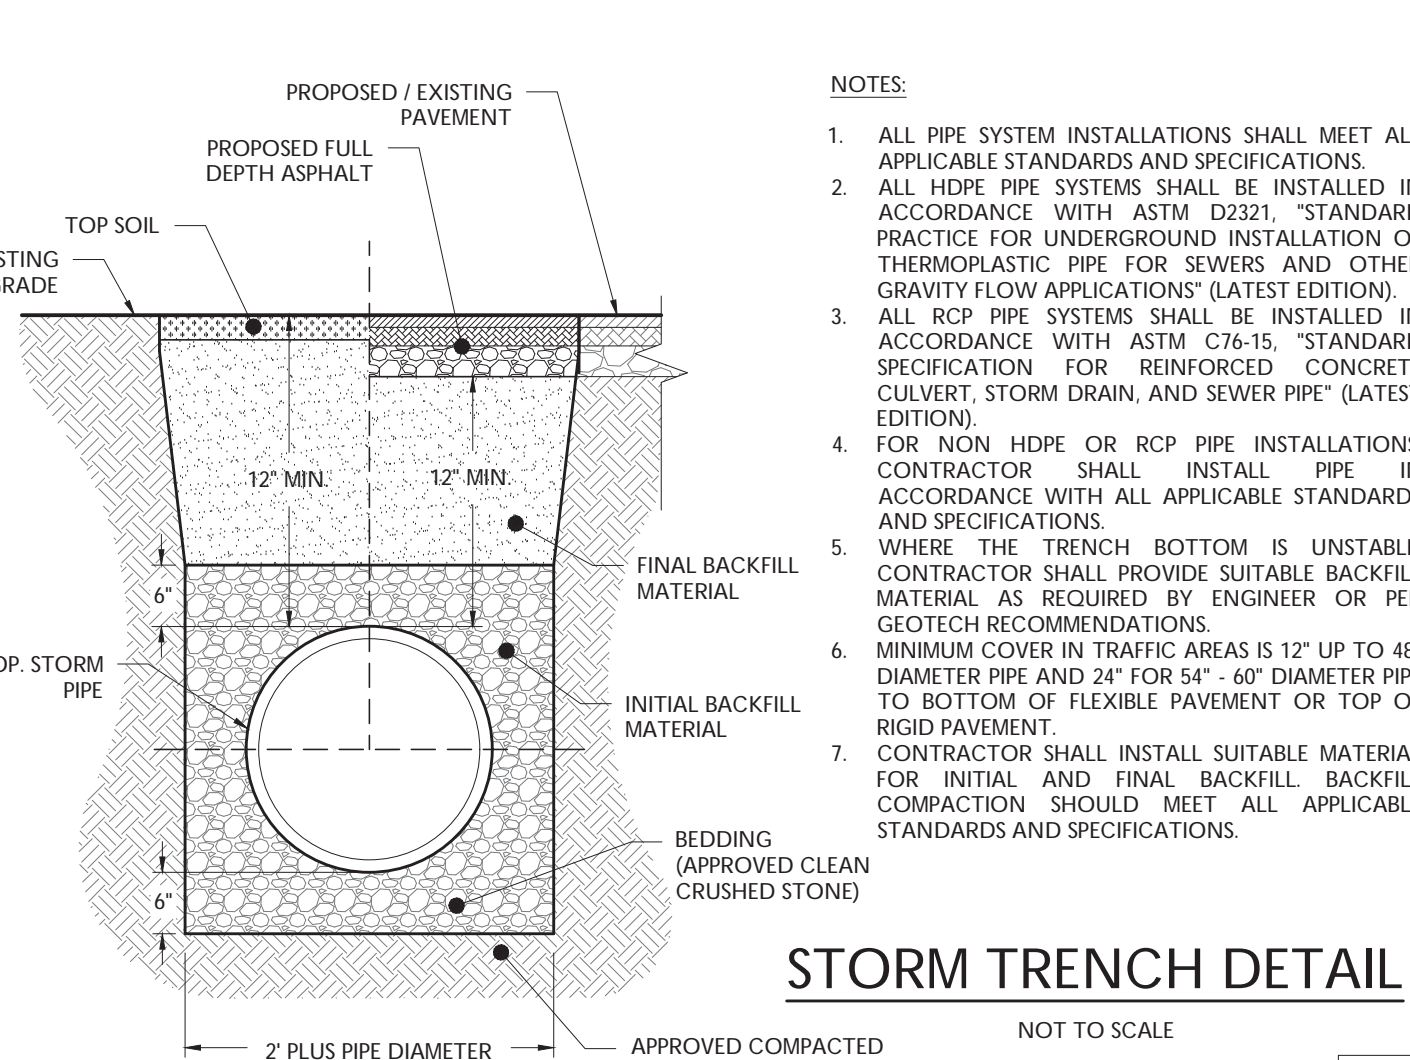 PROPOSED / EXISTING
PAVEMENT
PROPOSED FULL
DEPTH ASPHALT
TOP SOIL
STING
GRADE
12" MIN.
12" MIN.
6"
FINAL BACKFILL
MATERIAL
OP. STORM
PIPE
INITIAL BACKFILL
MATERIAL
BEDDING
(APPROVED CLEAN
CRUSHED STONE)
6"
2' PLUS PIPE DIAMETER
APPROVED COMPACTED
NOTES:
1. ALL PIPE SYSTEM INSTALLATIONS SHALL MEET AL
APPLICABLE STANDARDS AND SPECIFICATIONS.
2. ALL HDPE PIPE SYSTEMS SHALL BE INSTALLED I
ACCORDANCE WITH ASTM D2321, "STANDAR
PRACTICE FOR UNDERGROUND INSTALLATION O
THERMOPLASTIC PIPE FOR SEWERS AND OTHE
GRAVITY FLOW APPLICATIONS" (LATEST EDITION).
3. ALL RCP PIPE SYSTEMS SHALL BE INSTALLED I
ACCORDANCE WITH ASTM C76-15, "STANDAR
SPECIFICATION FOR REINFORCED CONCRET
CULVERT, STORM DRAIN, AND SEWER PIPE" (LATEST
EDITION).
4. FOR NON HDPE OR RCP PIPE INSTALLATIONS
CONTRACTOR SHALL INSTALL PIPE I
ACCORDANCE WITH ALL APPLICABLE STANDARD
AND SPECIFICATIONS.
5. WHERE THE TRENCH BOTTOM IS UNSTABL
CONTRACTOR SHALL PROVIDE SUITABLE BACKFIL
MATERIAL AS REQUIRED BY ENGINEER OR PE
GEOTECH RECOMMENDATIONS.
6. MINIMUM COVER IN TRAFFIC AREAS IS 12" UP TO 48
DIAMETER PIPE AND 24" FOR 54" - 60" DIAMETER PIP
TO BOTTOM OF FLEXIBLE PAVEMENT OR TOP O
RIGID PAVEMENT.
7. CONTRACTOR SHALL INSTALL SUITABLE MATERIA
FOR INITIAL AND FINAL BACKFILL. BACKFIL
COMPACTION SHOULD MEET ALL APPLICABL
STANDARDS AND SPECIFICATIONS.
STORM TRENCH DETAIL
NOT TO SCALE